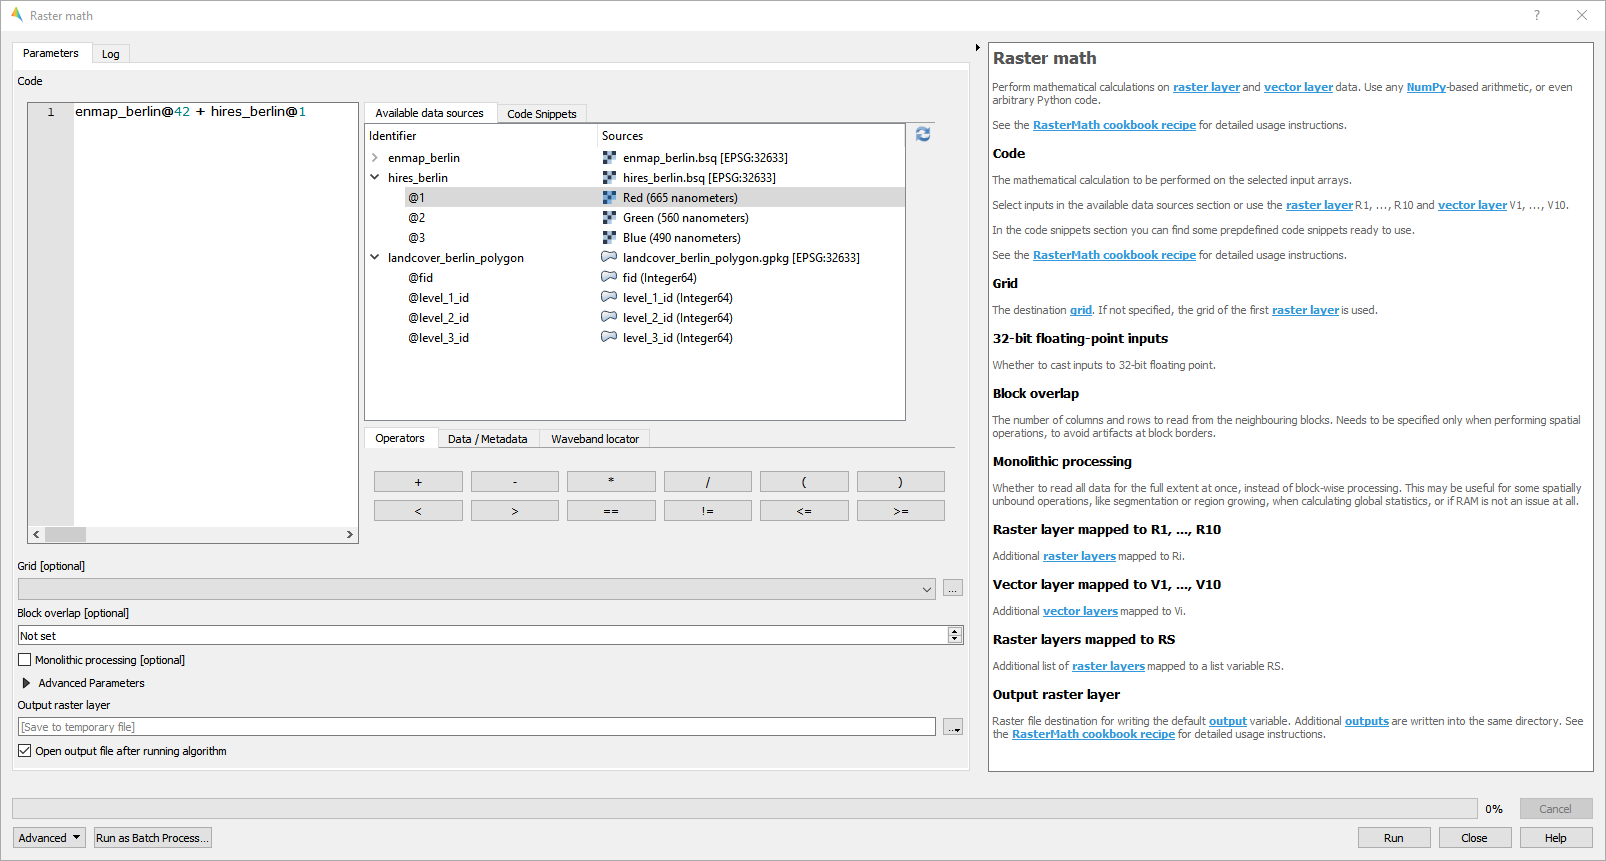 Raster math
?
Parameters
Log
Code
1
enmap_berlin@42 + hires_berlin@1
Available data sources
Code Snippets
Identifier
Sources
enmap_berlin
enmap_berlin.bsq [EPSG:32633]
hires_berlin
hires_berlin.bsq [EPSG:32633]
@1
Red (665 nanometers)
@2
Green (560 nanometers)
@3
Blue (490 nanometers)
landcover_berlin_polygon
landcover_berlin_polygon.gpkg [EPSG:32633]
@fid
fid (Integer64)
@level_1_id
level_1_id (Integer64)
@level_2_id
level_2_id (Integer64)
@level_3_id
level_3_id (Integer64)
Operators
Data / Metadata
Waveband locator
+
-
*
/
(
)
<
>
==
!=
<=
>=
Grid [optional]
...
Block overlap [optional]
Not set
Monolithic processing [optional]
Advanced Parameters
Output raster layer
[Save to temporary file]
...
Open output file after running algorithm
Raster math
Perform mathematical calculations on raster layer and vector layer data. Use any NumPy-based arithmetic, or even
arbitrary Python code.
See the RasterMath cookbook recipe for detailed usage instructions.
Code
The mathematical calculation to be performed on the selected input arrays.
Select inputs in the available data sources section or use the raster layer R1, ..., R10 and vector layer V1, ..., V10.
In the code snippets section you can find some prepdefined code snippets ready to use.
See the RasterMath cookbook recipe for detailed usage instructions.
Grid
The destination grid. If not specified, the grid of the first raster layer is used.
32-bit floating-point inputs
Whether to cast inputs to 32-bit floating point.
Block overlap
The number of columns and rows to read from the neighbouring blocks. Needs to be specified only when performing spatial
operations, to avoid artifacts at block borders.
Monolithic processing
Whether to read all data for the full extent at once, instead of block-wise processing. This may be useful for some spatially
unbound operations, like segmentation or region growing, when calculating global statistics, or if RAM is not an issue at all.
Raster layer mapped to R1, ..., R10
Additional raster layers mapped to Ri.
Vector layer mapped to V1, ..., V10
Additional vector layers mapped to Vi.
Raster layers mapped to RS
Additional list of raster layers mapped to a list variable RS.
Output raster layer
Raster file destination for writing the default output variable. Additional outputs are written into the same directory. See
the RasterMath cookbook recipe for detailed usage instructions.
0%
Cancel
Advanced
Run as Batch Process...
Run
Close
Help